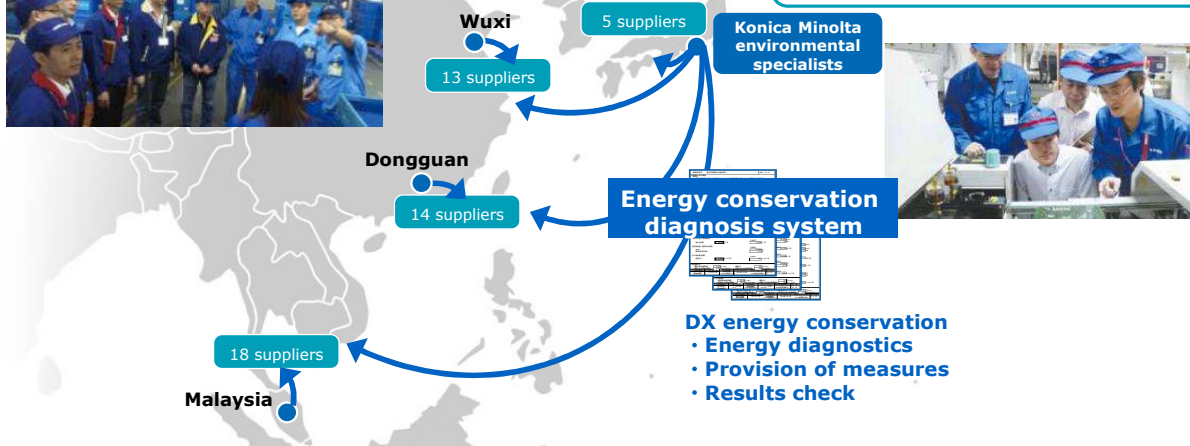 Wuxi
5 suppliers
Konica Minolta
environmental
specialists
13 suppliers
Dongguan
14 suppliers
Energy conservation
diagnosis system
18 suppliers
Malaysia
DX energy conservation
・Energy diagnostics
・Provision of measures
・Results check